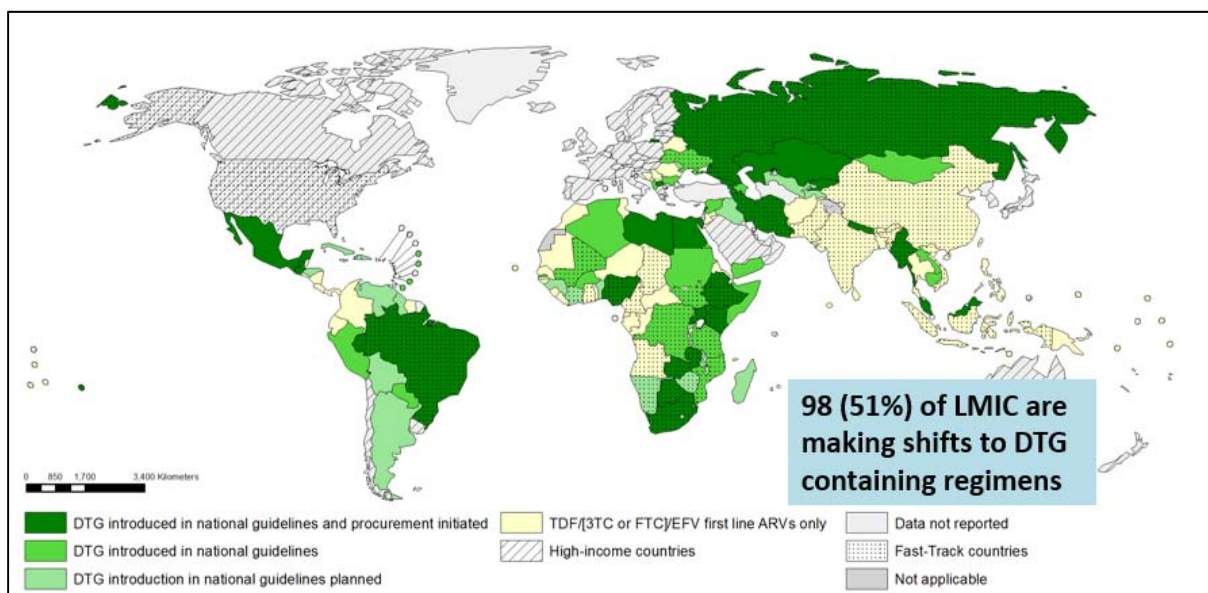 98 (51%) of LMIC are
making shifts to DTG
containing regimens
0 850 1,700 3,400 Kilometers
DTG introduced in national guidelines and procurement initiated
DTG introduced in national guidelines
DTG introduction in national guidelines planned
TDF/[3TC or FTC]/EFV first line ARVs only
High-income countries
Data not reported
Fast-Track countries
Not applicable